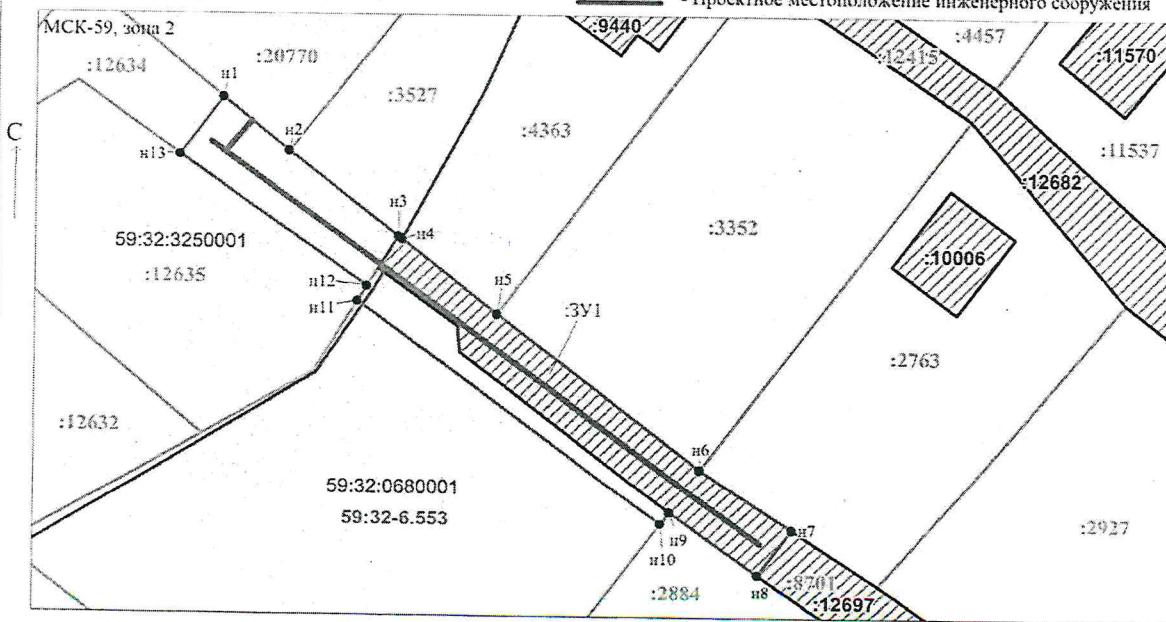 - Проектное местоположение инженерного сооружения
МСК-59, зона 2
:9440
:4457
:12634
:20770
:42415
:11570
н1
:3527
С
н2
:4363
н13
:11537
:12682
н3
н4
:3352
59:32:3250001
:12635
:10006
н12
н5
н11
:ЗУ1
:2763
:12632
н6
59:32:0680001
59:32-6.553
н9
н7
:2927
н10
:8701
н8
:2884
:12697